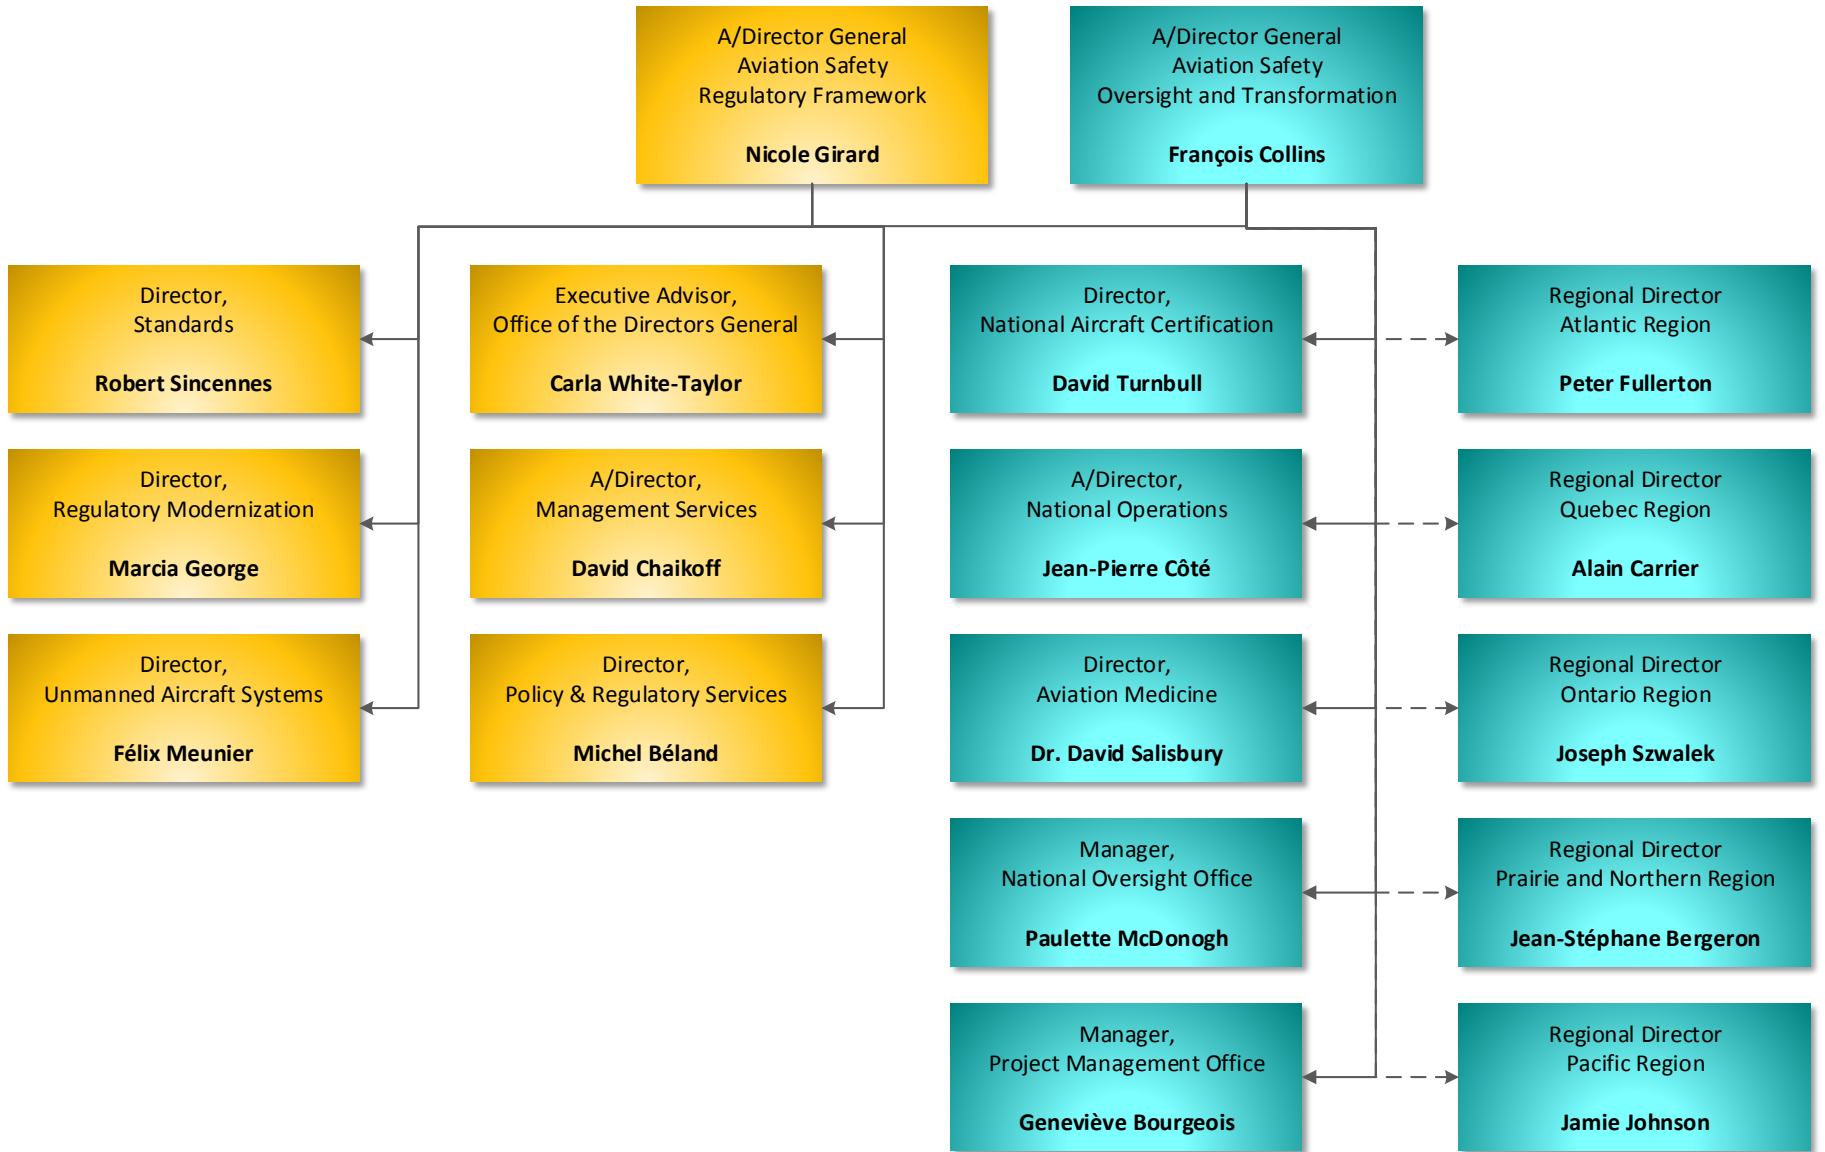 A/Director General
Aviation Safety
Regulatory Framework
Nicole Girard
A/Director General
Aviation Safety
Oversight and Transformation
François Collins
Director,
Standards
Robert Sincennes
Executive Advisor,
Office of the Directors General
Carla White-Taylor
Director,
National Aircraft Certification
David Turnbull
Regional Director
Atlantic Region
Peter Fullerton
Director,
Regulatory Modernization
Marcia George
A/Director,
Management Services
David Chaikoff
A/Director,
National Operations
Jean-Pierre Côté
Regional Director
Quebec Region
Alain Carrier
Director,
Unmanned Aircraft Systems
Félix Meunier
Director,
Policy & Regulatory Services
Michel Béland
Director,
Aviation Medicine
Dr. David Salisbury
Regional Director
Ontario Region
Joseph Szwalek
Manager,
National Oversight Office
Paulette McDonogh
Regional Director
Prairie and Northern Region
Jean-Stéphane Bergeron
Manager,
Project Management Office
Geneviève Bourgeois
Regional Director
Pacific Region
Jamie Johnson